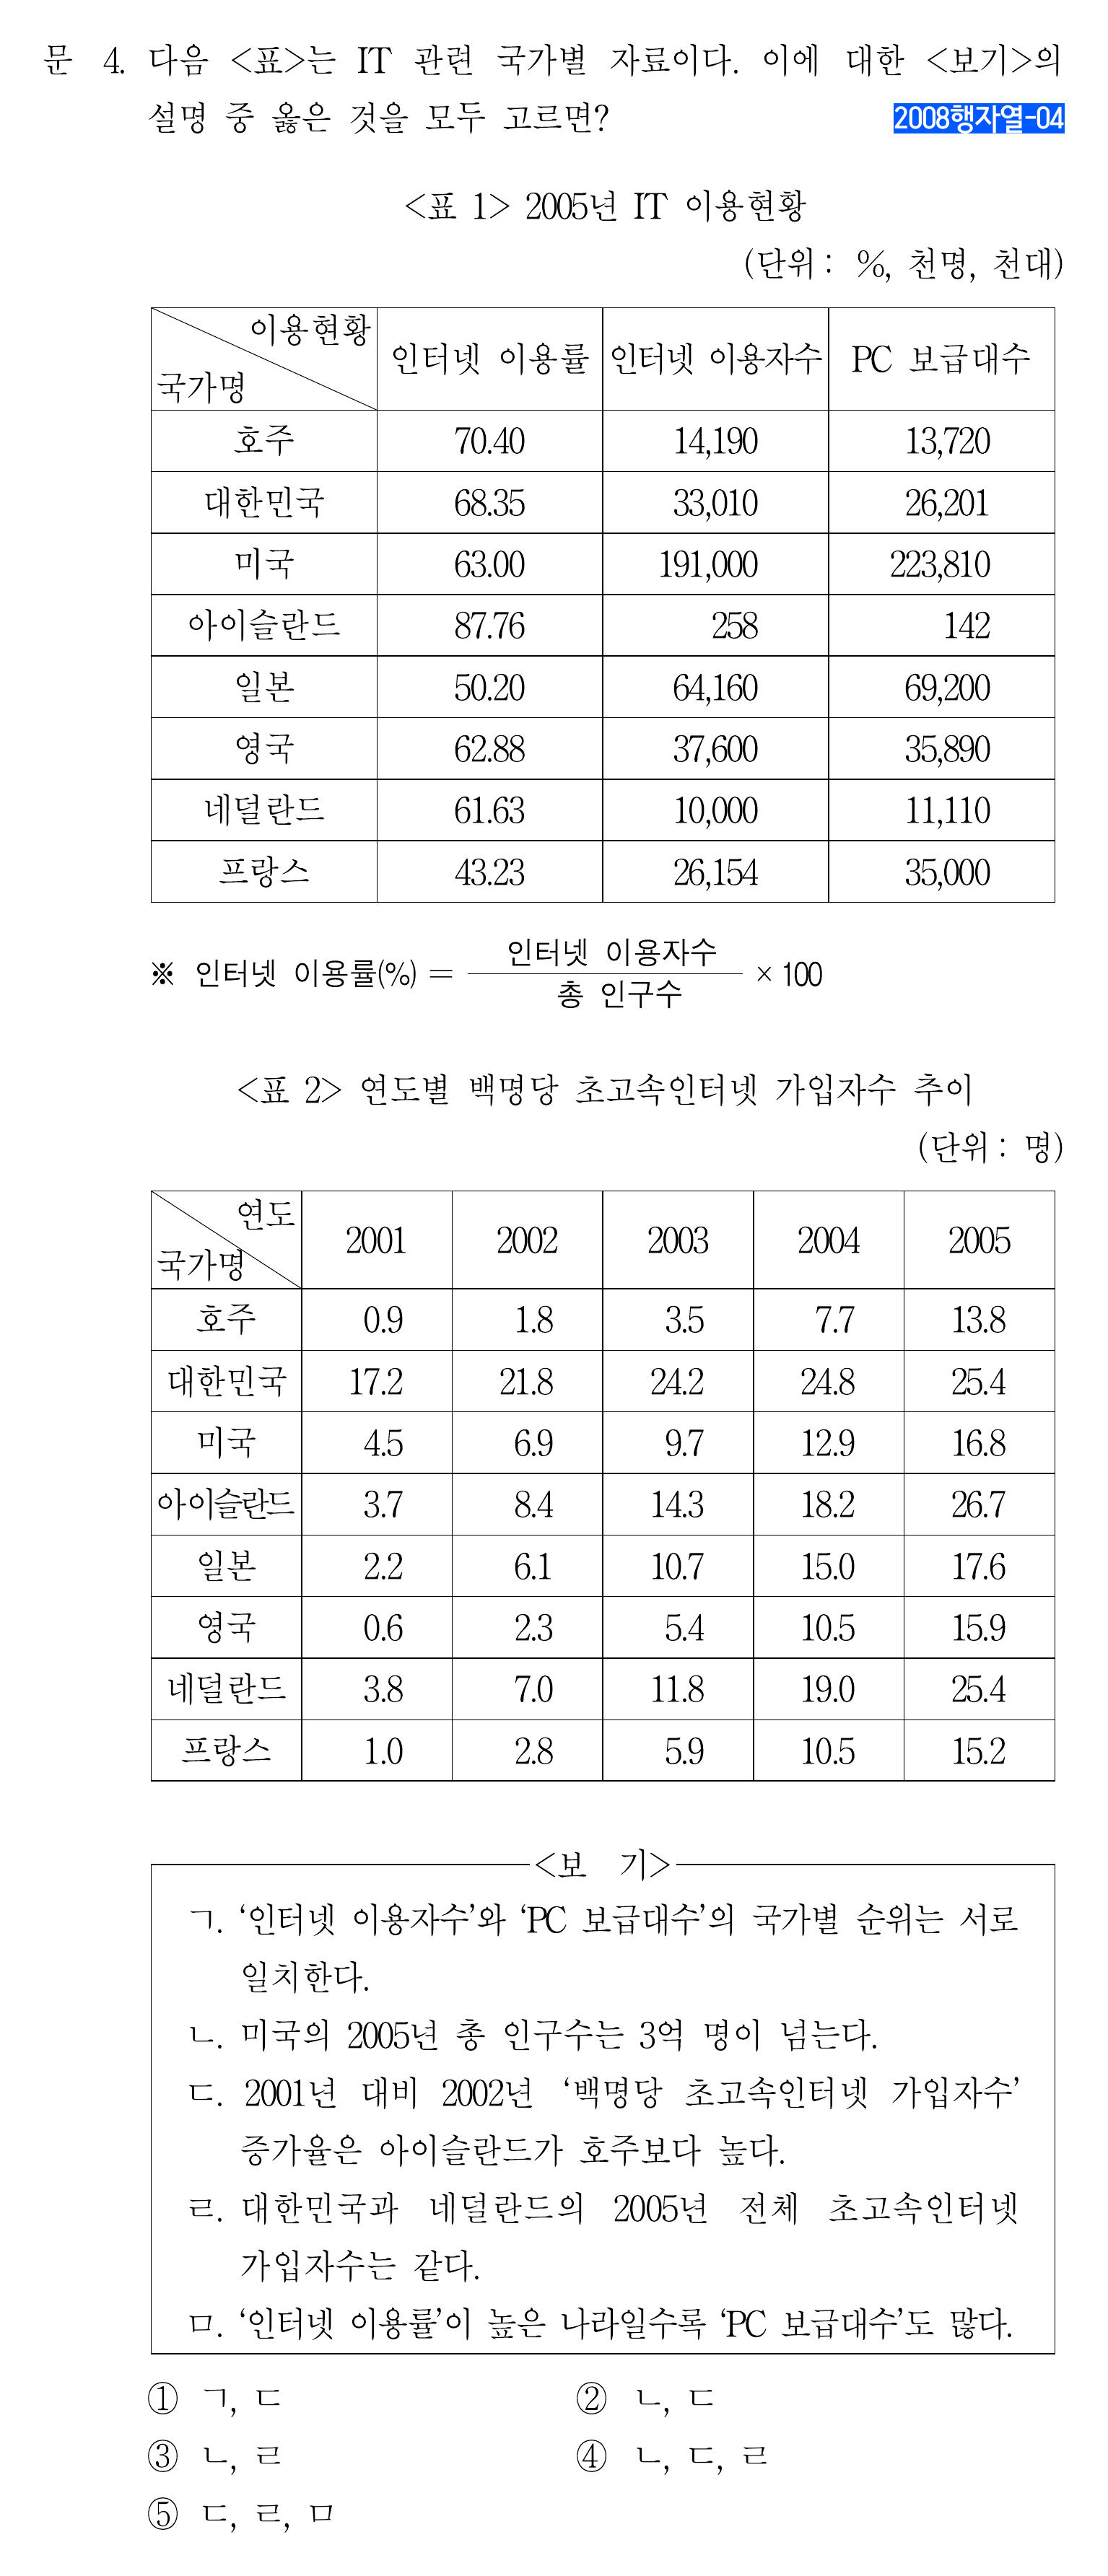 문 4. 다음 <표>는 IT 관련 국가별 자료이다. 이에 대한 <보기>의
설명 중 옳은 것을 모두 고르면?
2008행자열-04
<표 1> 2005년 IT 이용현황
(단위 : %, 천명, 천대)
이용현황
국가명
인터넷 이용률 인터넷 이용자수 PC 보급대수
호주 70.40 14,190 13,720
대한민국 68.35 33,010 26,201
미국 63.00 191,000 223,810
아이슬란드 87.76 258 142
일본 50.20 64,160 69,200
영국 62.88 37,600 35,890
네덜란드 61.63 10,000 11,110
프랑스 43.23 26,154 35,000
※ 인터넷 이용률(%) = 인터넷 이용자수 / 총 인구수 × 100
<표 2> 연도별 백명당 초고속인터넷 가입자수 추이
(단위 : 명)
연도
국가명
2001 2002 2003 2004 2005
호주 0.9 1.8 3.5 7.7 13.8
대한민국 17.2 21.8 24.2 24.8 25.4
미국 4.5 6.9 9.7 12.9 16.8
아이슬란드 3.7 8.4 14.3 18.2 26.7
일본 2.2 6.1 10.7 15.0 17.6
영국 0.6 2.3 5.4 10.5 15.9
네덜란드 3.8 7.0 11.8 19.0 25.4
프랑스 1.0 2.8 5.9 10.5 15.2
<보 기>
ㄱ. ‘인터넷 이용자수’와 ‘PC 보급대수’의 국가별 순위는 서로
일치한다.
ㄴ. 미국의 2005년 총 인구수는 3억 명이 넘는다.
ㄷ. 2001년 대비 2002년 ‘백명당 초고속인터넷 가입자수’
증가율은 아이슬란드가 호주보다 높다.
ㄹ. 대한민국과 네덜란드의 2005년 전체 초고속인터넷
가입자수는 같다.
ㅁ. ‘인터넷 이용률’이 높은 나라일수록 ‘PC 보급대수’도 많다.
① ㄱ, ㄷ ② ㄴ, ㄷ
③ ㄴ, ㄹ ④ ㄴ, ㄷ, ㄹ
⑤ ㄷ, ㄹ, ㅁ